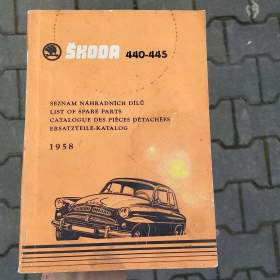 ŠKODA 440-445
SEZNAM NÁHRADNÍCH DÍLŮ
LIST OF SPARE PARTS
CATALOGUE DES PIÈCES DÉTACHÉES
ERSATZTEILE-KATALOG
1958